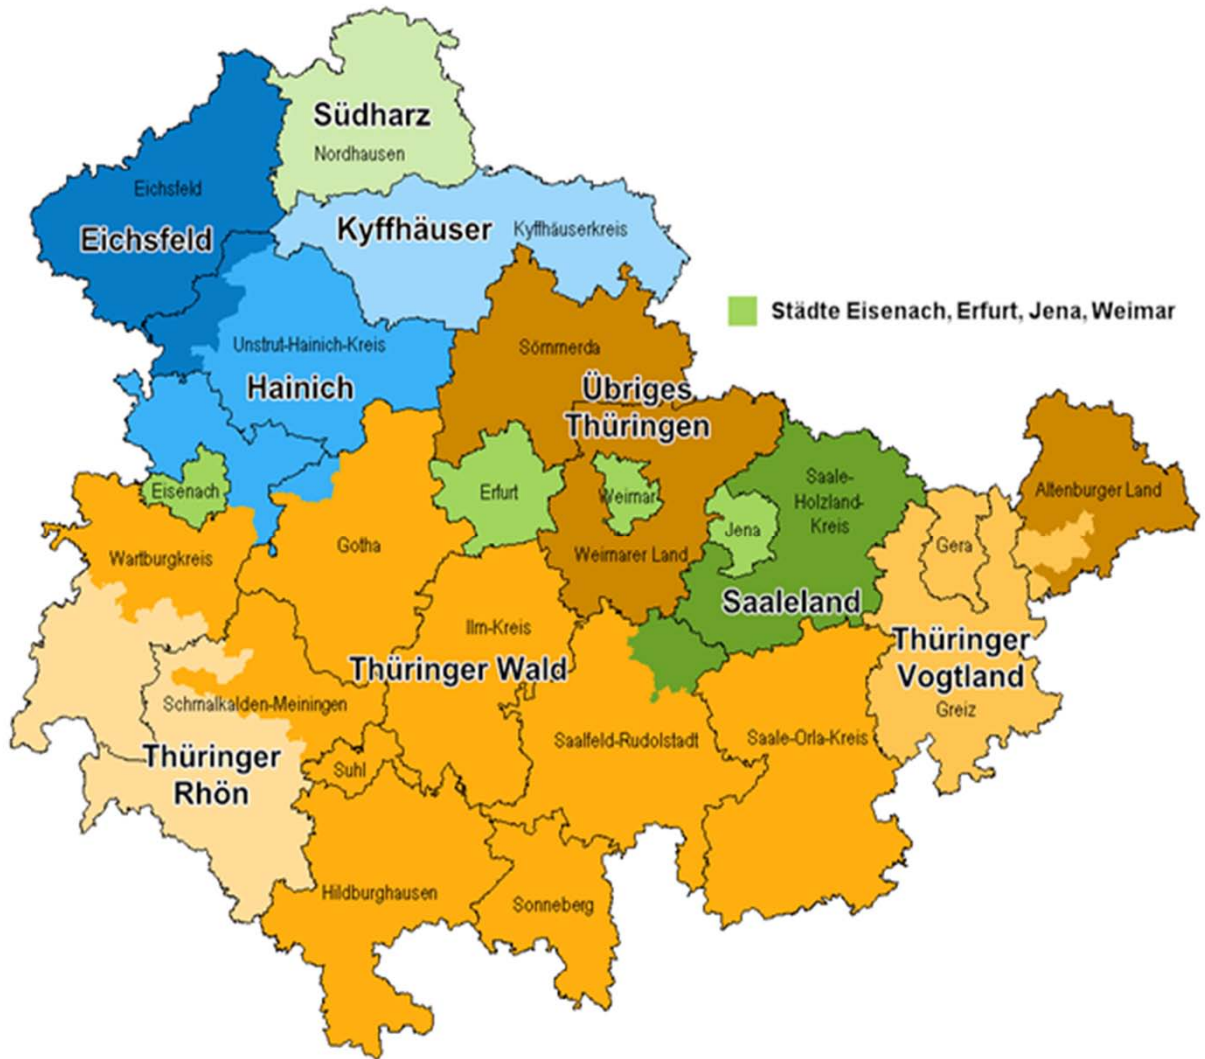 Südharz
Nordhausen
Eichsfeld
Eichsfeld
Kyffhäuser
Kyffhäuserkreis
Städte Eisenach, Erfurt, Jena, Weimar
Unstrut-Hainich-Kreis
Hainich
Sömmerda
Übriges
Thüringen
Eisenach
Erfurt
Weimar
Saale-
Holzland-
Kreis
Altenburger Land
Jena
Gera
Wartburgkreis
Gotha
Weimarer Land
Saaleland
Ilm-Kreis
Thüringer
Vogtland
Greiz
Thüringer Wald
Schmalkalden-Meiningen
Saalfeld-Rudolstadt
Saale-Orla-Kreis
Thüringer
Rhön
Suhl
Hildburghausen
Sonneberg